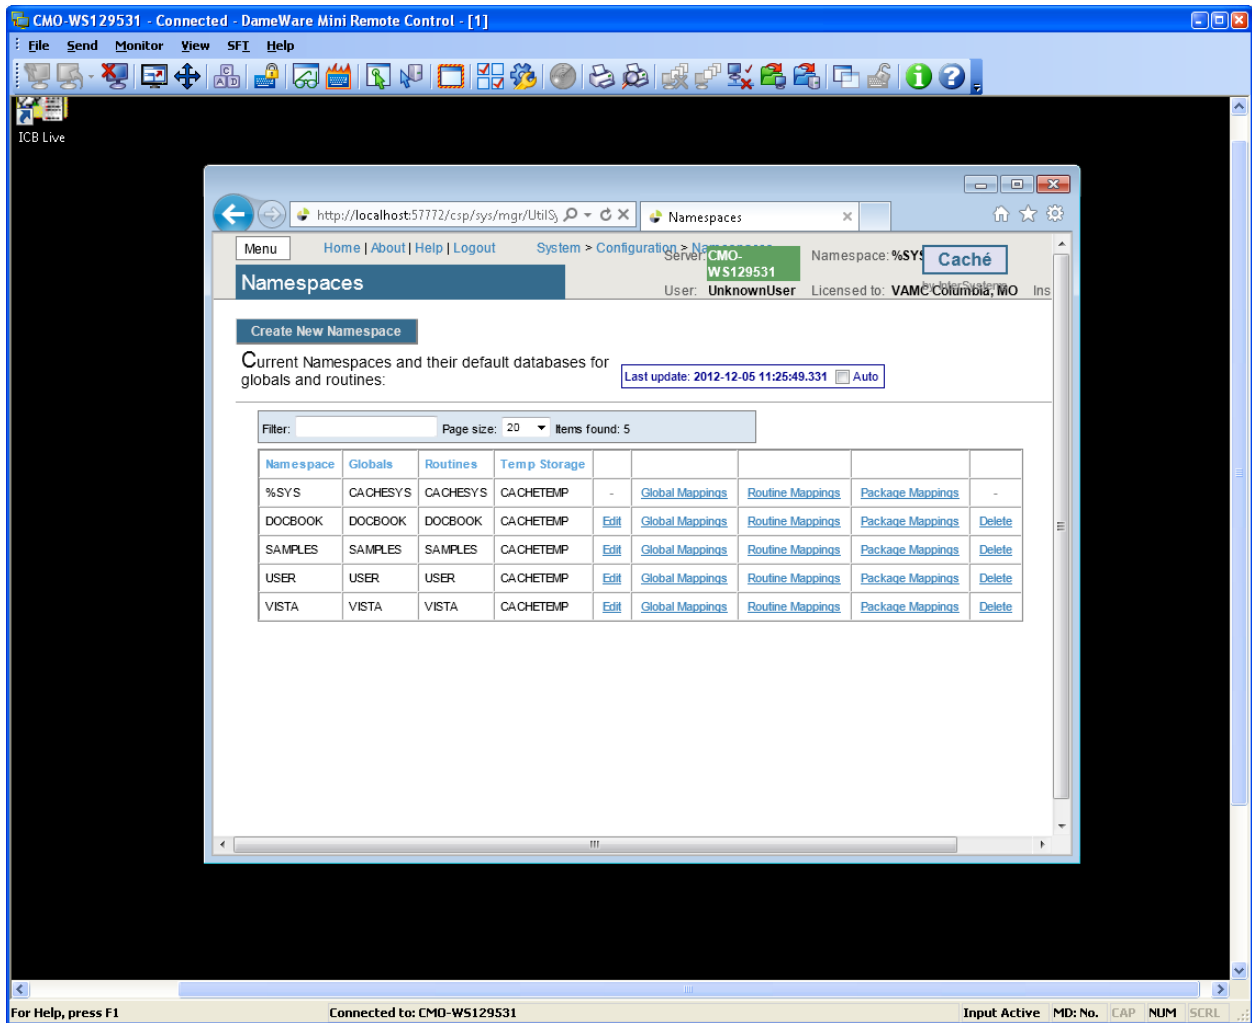 CMO-WS129531 - Connected - DameWare Mini Remote Control - [1]
File Send Monitor View SFT Help
ICB Live
http://localhost:57772/csp/sys/mgr/UtilSy
Namespaces
Menu Home | About | Help | Logout System > Configuration >
Server: CMO-WS129531 Namespace: %SYS Caché
Namespaces
User: UnknownUser Licensed to: VAMC Columbia, MO Ins
by InterSystems
Create New Namespace
Current Namespaces and their default databases for
globals and routines:
Last update: 2012-12-05 11:25:49.331 Auto
Filter: Page size: 20 Items found: 5
Namespace Globals Routines Temp Storage
%SYS CACHESYS CACHESYS CACHETEMP - Global Mappings Routine Mappings Package Mappings -
DOCBOOK DOCBOOK DOCBOOK CACHETEMP Edit Global Mappings Routine Mappings Package Mappings Delete
SAMPLES SAMPLES SAMPLES CACHETEMP Edit Global Mappings Routine Mappings Package Mappings Delete
USER USER USER CACHETEMP Edit Global Mappings Routine Mappings Package Mappings Delete
VISTA VISTA VISTA CACHETEMP Edit Global Mappings Routine Mappings Package Mappings Delete
For Help, press F1 Connected to: CMO-WS129531 Input Active MD: No. CAP NUM SCRL